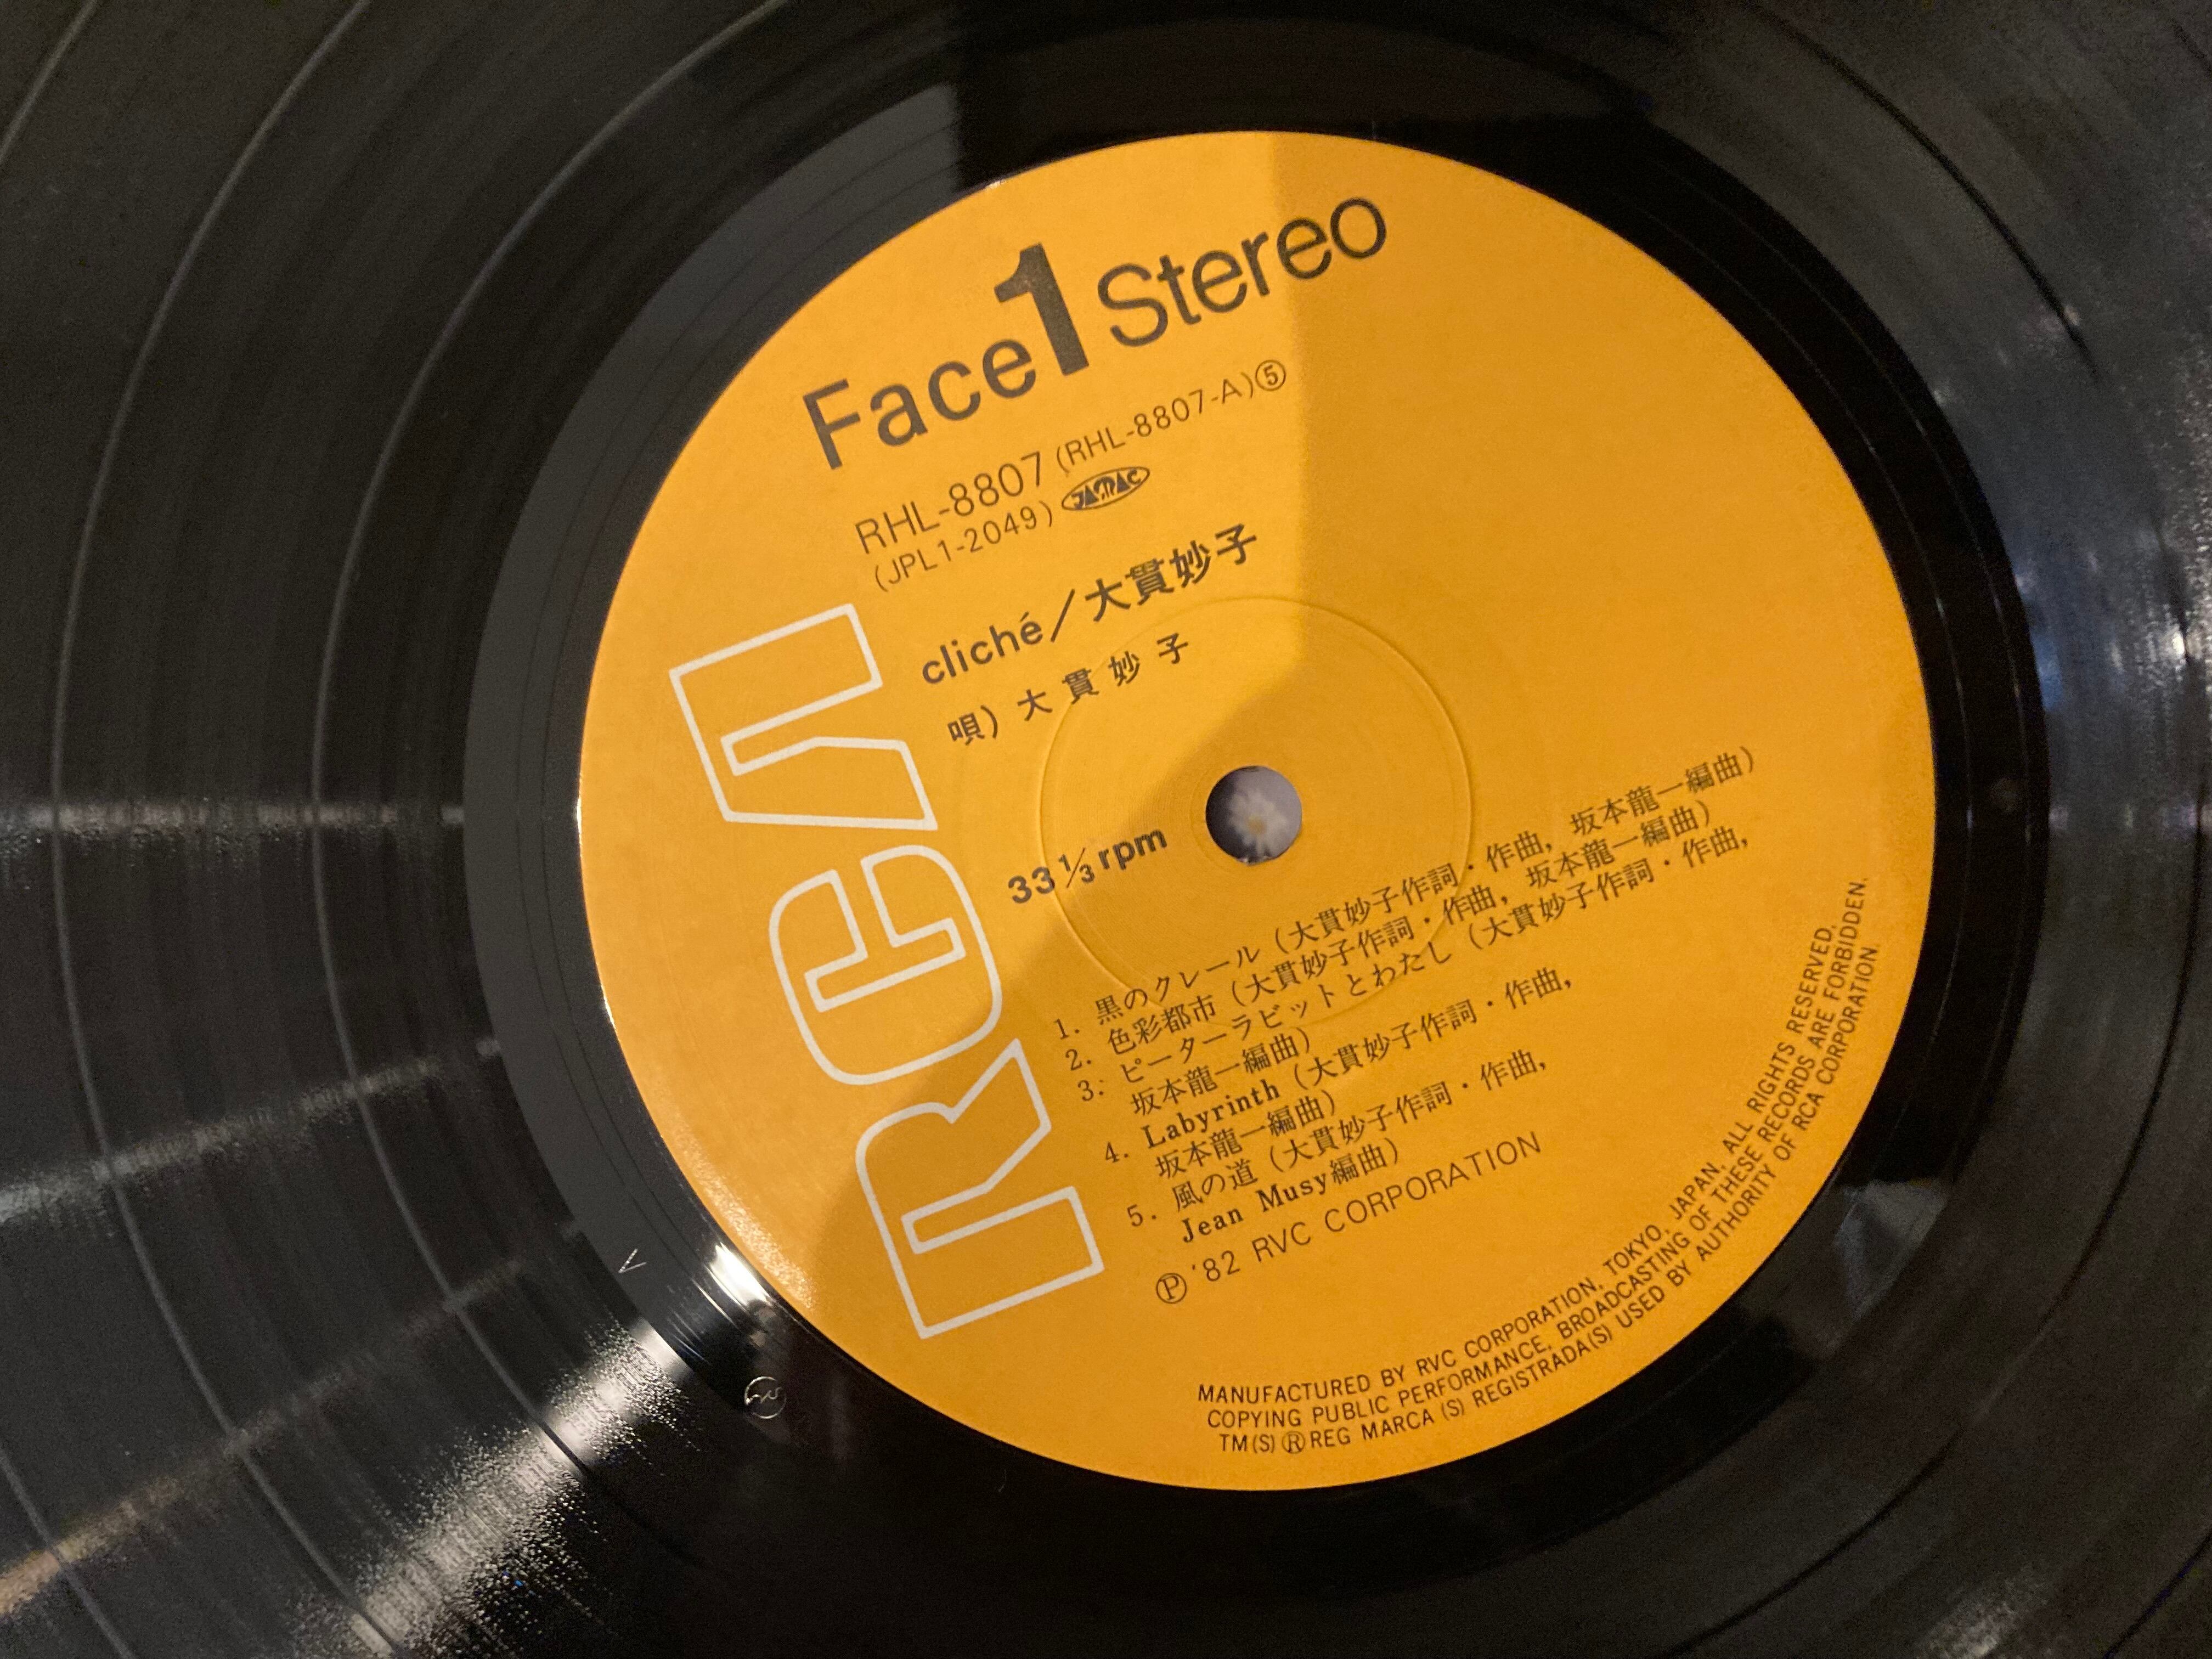 Face 1 Stereo
RHL-8807 (RHL-8807-A) ⑤
(JPL1-2049) JASRAC
cliché／大貫妙子
唄）大貫妙子
RCA
33⅓ rpm
1. 黒のクレール（大貫妙子作詞・作曲，坂本龍一編曲）
2. 色彩都市（大貫妙子作詞・作曲，坂本龍一編曲）
3. ピーターラビットとわたし（大貫妙子作詞・作曲，
坂本龍一編曲）
4. Labyrinth（大貫妙子作詞・作曲，
坂本龍一編曲）
5. 風の道（大貫妙子作詞・作曲，
Jean Musy編曲）
Ⓟ '82 RVC CORPORATION
MANUFACTURED BY RVC CORPORATION, TOKYO, JAPAN. ALL RIGHTS RESERVED.
COPYING PUBLIC PERFORMANCE, BROADCASTING OF THESE RECORDS ARE FORBIDDEN.
TM(S) ® REG MARCA (S) REGISTRADA(S) USED BY AUTHORITY OF RCA CORPORATION.